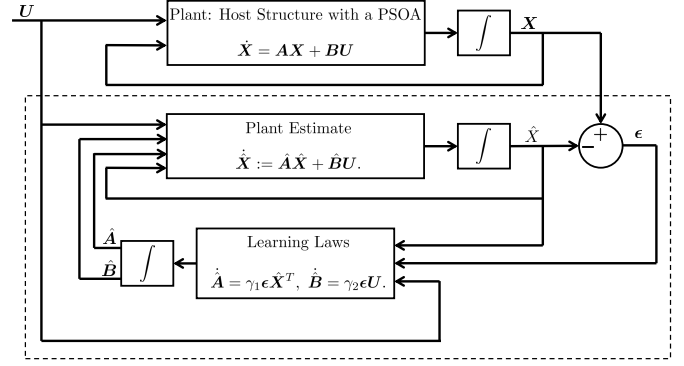 U
Plant: Host Structure with a PSOA
Ẋ = AX + BU
∫
X
Plant Estimate
X̂̇ := ÂX̂ + B̂U.
∫
X̂
+
−
ϵ
Learning Laws
Â̇ = γ₁ϵX̂ᵀ, B̂̇ = γ₂ϵU.
∫
Â
B̂